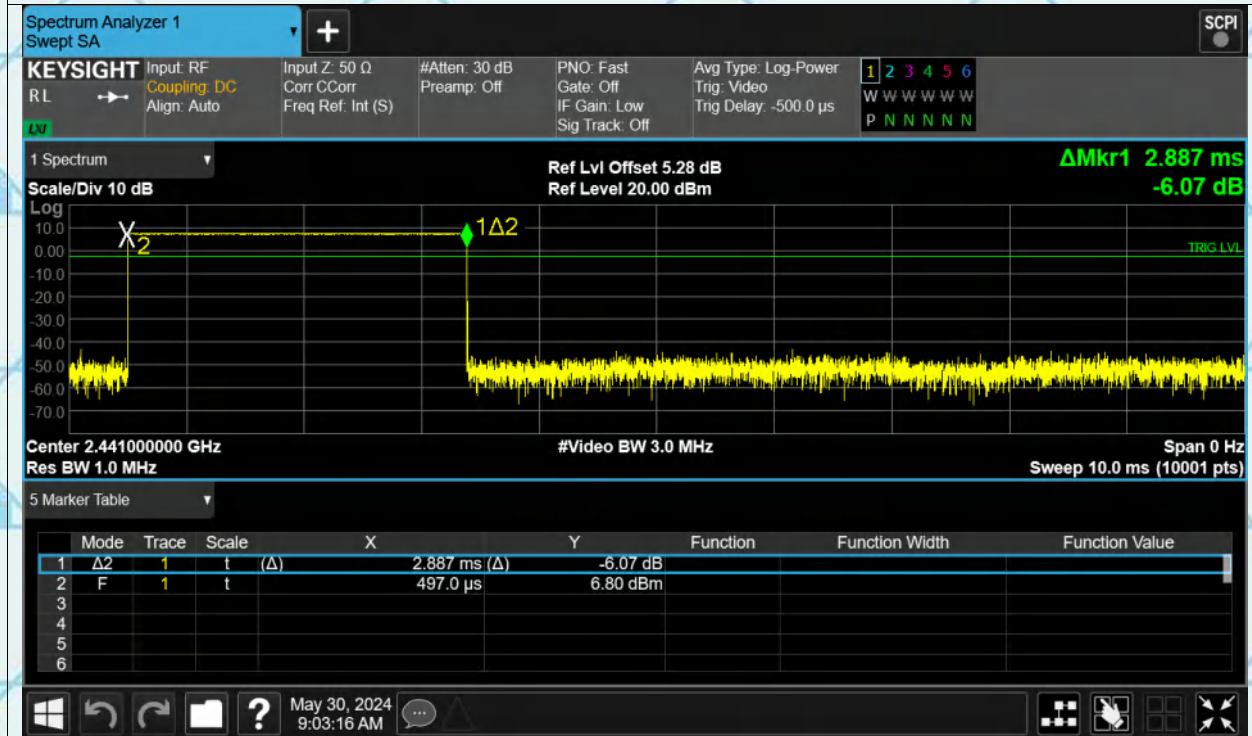 Spectrum Analyzer 1
Swept SA
+
SCPI
KEYSIGHT
RL
LXI
Input: RF
Coupling: DC
Align: Auto
Input Z: 50 Ω
Corr CCorr
Freq Ref: Int (S)
#Atten: 30 dB
Preamp: Off
PNO: Fast
Gate: Off
IF Gain: Low
Sig Track: Off
Avg Type: Log-Power
Trig: Video
Trig Delay: -500.0 µs
1 2 3 4 5 6
W W W W W W
P N N N N N
1 Spectrum
Scale/Div 10 dB
Ref Lvl Offset 5.28 dB
Ref Level 20.00 dBm
ΔMkr1 2.887 ms
-6.07 dB
Log
10.0
0.00
-10.0
-20.0
-30.0
-40.0
-50.0
-60.0
-70.0
2
1Δ2
TRIG LVL
Center 2.441000000 GHz #Video BW 3.0 MHz Span 0 Hz
Res BW 1.0 MHz Sweep 10.0 ms (10001 pts)
5 Marker Table
Mode Trace Scale X Y Function Function Width Function Value
1 Δ2 1 t (Δ) 2.887 ms (Δ) -6.07 dB
2 F 1 t 497.0 µs 6.80 dBm
3
4
5
6
?
May 30, 2024
9:03:16 AM